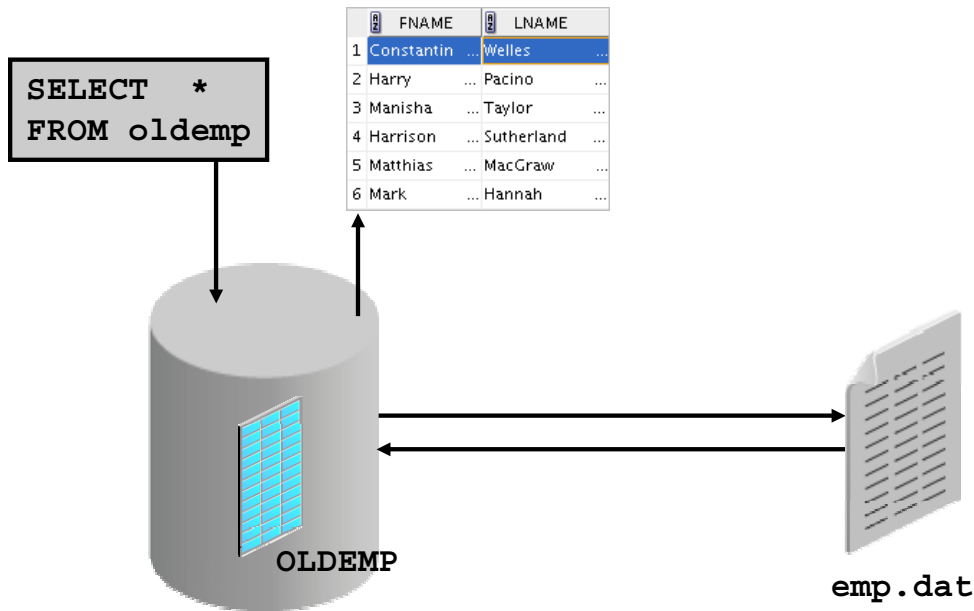 FNAME LNAME
1 Constantin ... Welles ...
2 Harry ... Pacino ...
3 Manisha ... Taylor ...
4 Harrison ... Sutherland ...
5 Matthias ... MacGraw ...
6 Mark ... Hannah ...
SELECT *
FROM oldemp
OLDEMP
emp.dat